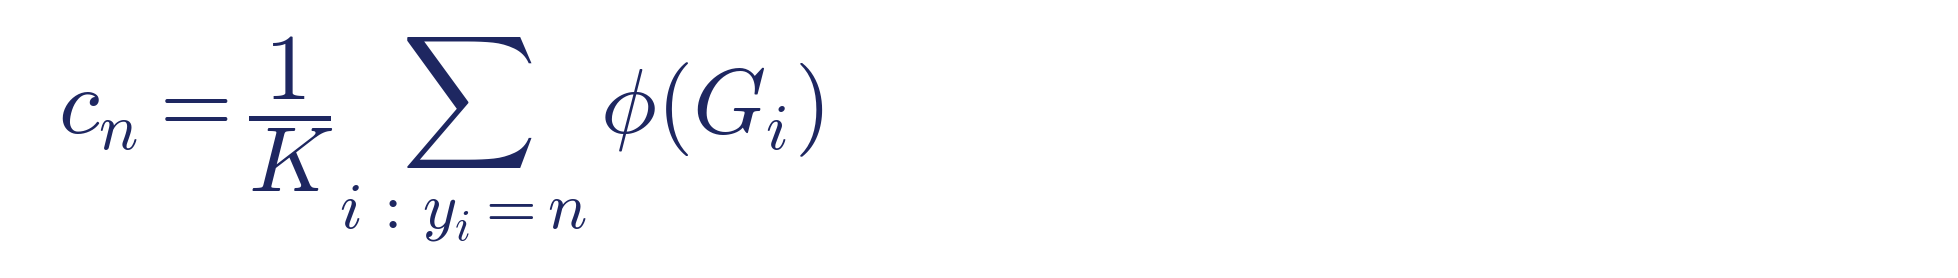 c_n = \frac{1}{K} \sum_{i : y_i = n} \phi(G_i)